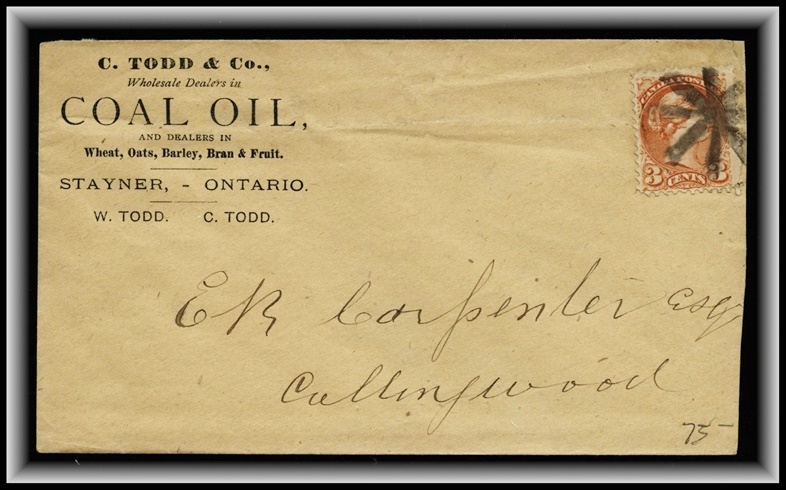 C. TODD & Co.,
Wholesale Dealers in
COAL OIL,
AND DEALERS IN
Wheat, Oats, Barley, Bran & Fruit.
STAYNER, - ONTARIO.
W. TODD. C. TODD.
CANADA POSTAGE
3 CENTS 3
E R Carpenter Esq
Collingwood
75-